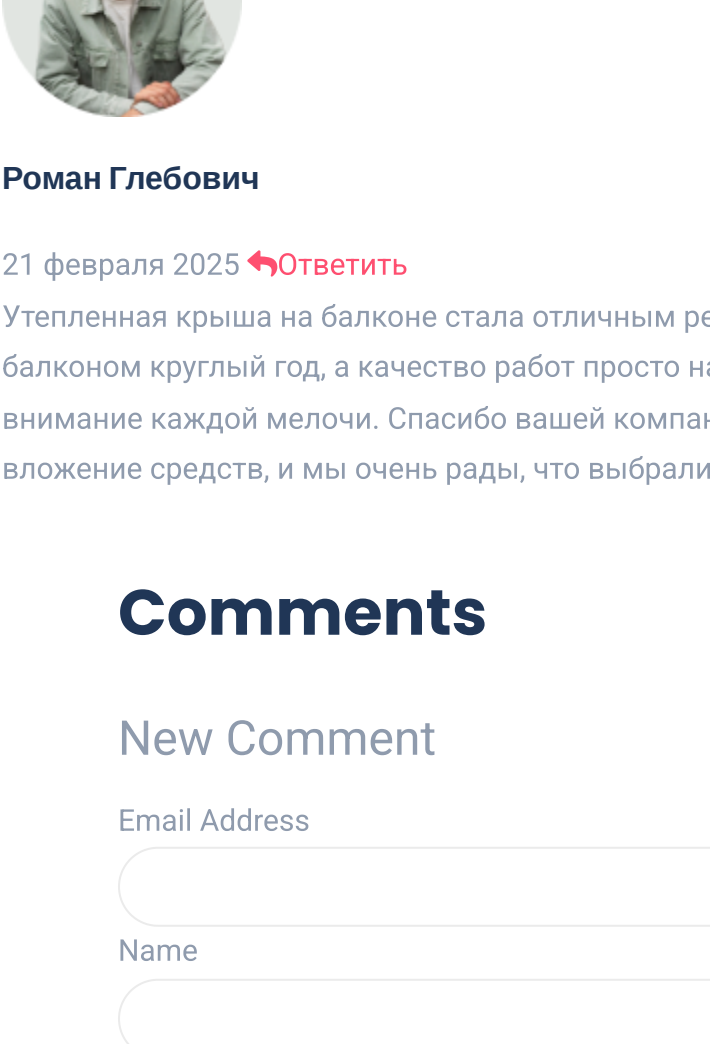 Роман Глебович
21 февраля 2025 Ответить
Утепленная крыша на балконе стала отличным
балконом круглый год, а качество работ просто
внимание каждой мелочи. Спасибо вашей
вложение средств, и мы очень рады, что выбрали
Comments
New Comment
Email Address
Name